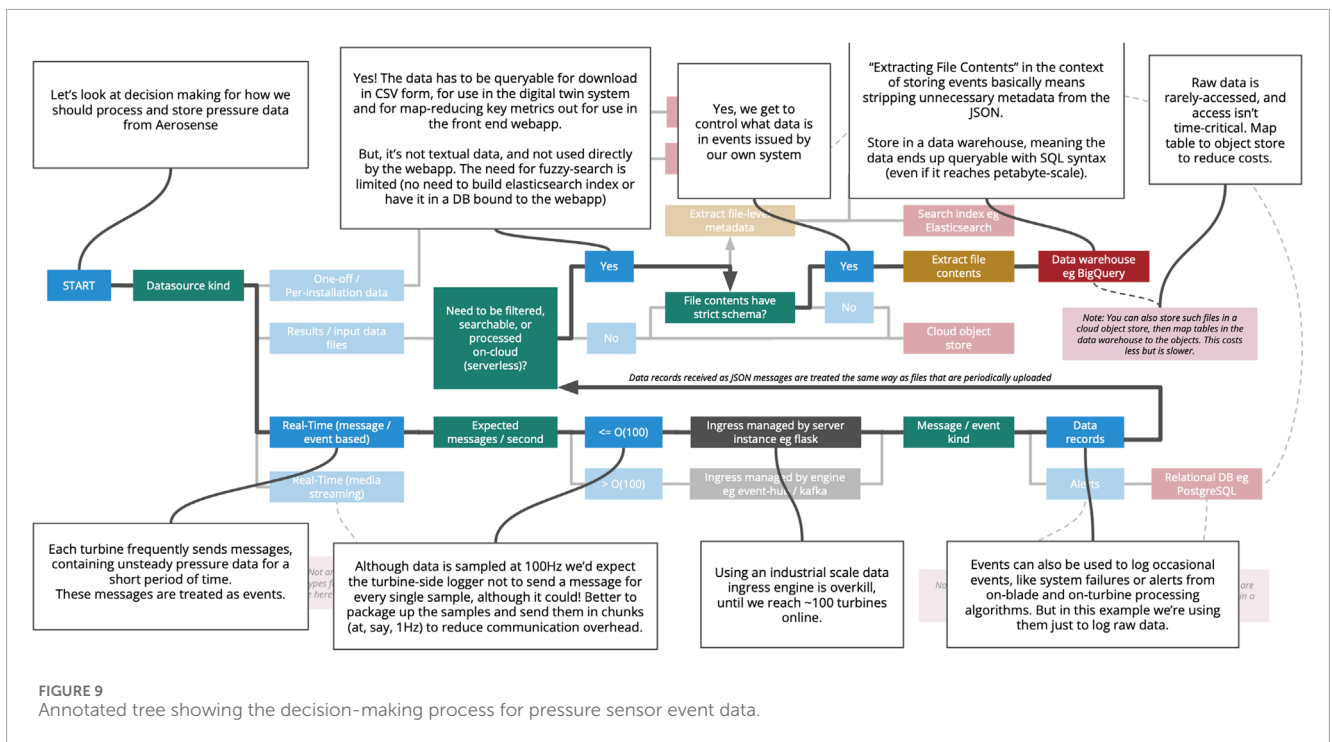 Let's look at decision making for how we
should process and store pressure data
from Aerosense
Yes! The data has to be queryable for download
in CSV form, for use in the digital twin system
and for map-reducing key metrics out for use in
the front end webapp.
But, it's not textual data, and not used directly
by the webapp. The need for fuzzy-search is
limited (no need to build elasticsearch index or
have it in a DB bound to the webapp)
Yes, we get to
control what data is
in events issued by
our own system
“Extracting File Contents” in the context
of storing events basically means
stripping unnecessary metadata from the
JSON.
Store in a data warehouse, meaning the
data ends up queryable with SQL syntax
(even if it reaches petabyte-scale).
Raw data is
rarely-accessed, and
access isn't
time-critical. Map
table to object store
to reduce costs.
Extract file-level
metadata
Search index eg
Elasticsearch
START
Datasource kind
One-off /
Per-installation data
Results / input data
files
Need to be filtered,
searchable, or
processed
on-cloud
(serverless)?
Yes
No
File contents have
strict schema?
Yes
No
Extract file
contents
Data warehouse
eg BigQuery
Cloud object
store
Note: You can also store such files in a
cloud object store, then map tables in the
data warehouse to the objects. This costs
less but is slower.
Data records received as JSON messages are treated the same way as files that are periodically uploaded
Real-Time (message /
event based)
Expected
messages / second
<= O(100)
Ingress managed by server
instance eg flask
Message / event
kind
Data
records
Real-Time (media
streaming)
> O(100)
Ingress managed by engine
eg event-hub / kafka
Alerts
Relational DB eg
PostgreSQL
Each turbine frequently sends messages,
containing unsteady pressure data for a
short period of time.
These messages are treated as events.
Not
here
Although data is sampled at 100Hz we'd expect
the turbine-side logger not to send a message for
every single sample, although it could! Better to
package up the samples and send them in chunks
(at, say, 1Hz) to reduce communication overhead.
Using an industrial scale data
ingress engine is overkill,
until we reach ~100 turbines
online.
Events can also be used to log occasional
events, like system failures or alerts from
on-blade and on-turbine processing
algorithms. But in this example we're using
them just to log raw data.
are
in a
FIGURE 9
Annotated tree showing the decision-making process for pressure sensor event data.